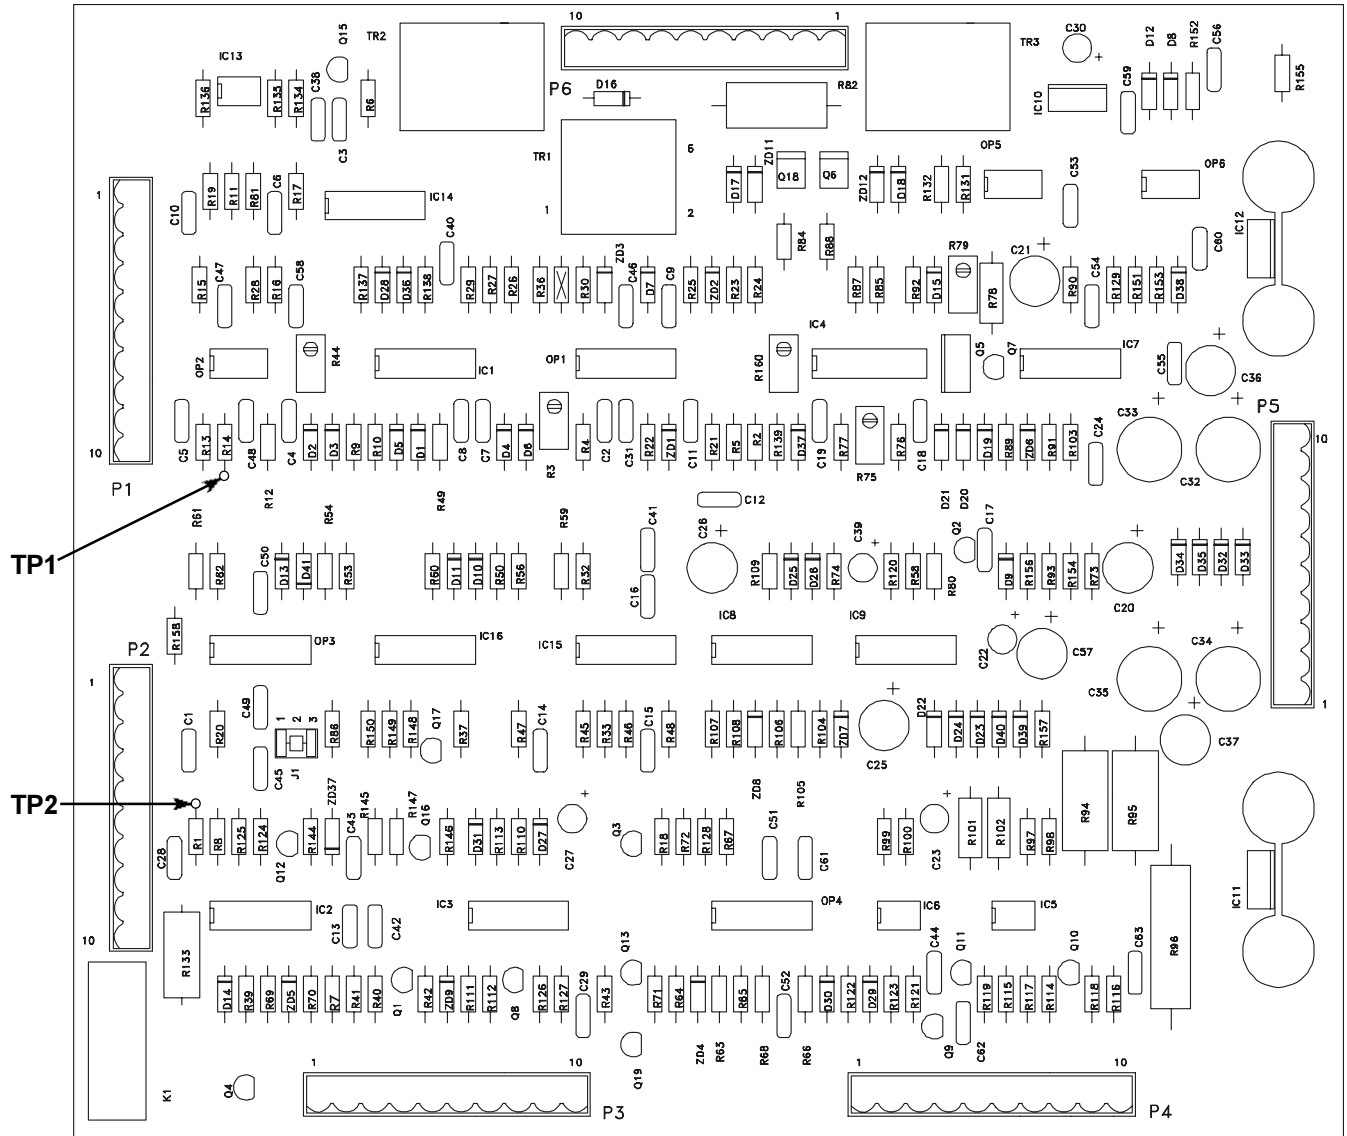 10 1
Q15 TR2 TR3 C30 D12 D8 R152 C56
IC13 C38 P6 D16 R82 IC10 C59 R155
R136 R135 R134 R6
C3 TR1 6 ZD11 OP5
1 R19 R11 R81 C6 R17 D17 Q18 Q6 ZD12 D18 R132 R131 C53 OP6
C10 IC14 1 2
C40 ZD3 R84 R88 R79 C21 IC12 C60
C47 C58 C46 C9 C54
R15 R28 R16 R137 D28 D36 R138 R29 R27 R26 R36 R30 D7 R25 ZD2 R23 R24 R87 R85 R92 D15 R78 R90 R129 R151 R153 D38
IC4
OP2 R44 IC1 OP1 R160 Q5 Q7 IC7 C55 C36
C33 P5
R13 R14 D2 D3 R9 R10 D5 D1 D4 D6 R4 R22 ZD1 R21 R5 R2 R139 D37 R77 R76 D19 R89 ZD6 R91 R103 C24 10
10 C5 C48 C4 C8 C7 R3 C2 C31 C11 C19 R75 C18 C32
P1
R12 R49 C12 D21 D20
R61 R54 R59 C41 C26 C39 Q2 C17
TP1
R62 C50 D13 D41 R53 R60 D11 D10 R50 R56 R32 R109 D25 D26 R74 R120 R58 R80 D9 R156 R93 R154 R73 D34 D35 D32 D33
C16 C20
R158 IC8 IC9
P2 OP3 IC16 IC15 C22 C57 C34
1 C35
C49 D22 1
C1 R20 1 2 3 R86 R150 R149 R148 Q17 R37 R47 C14 R45 R33 R46 C15 R48 R107 R108 R106 R104 ZD7 D24 D23 D40 D39 R157
C45 J1 C25 C37
ZD37 R145 R147 ZD8 R105
TP2
Q16
R1 R8 R125 R124 R144 C43 R146 D31 R113 R110 D27 Q3 R18 R72 R128 R67 C51 R99 R100 R101 R102 R97 R98 R94 R95
C28 Q12 C27 C61 C23
IC11
IC2 IC3 OP4 IC6 IC5
10 C13 C42 Q13 C44 Q11 Q10 C63 R96
R133
D14 R39 R69 ZD5 R70 R7 R41 R40 Q1 R42 ZD9 R111 R112 Q8 R126 R127 C29 R43 R71 R64 R65 C52 D30 R122 D29 R123 R121 R119 R115 R117 R114 R118 R116
ZD4 R63 R68 R66 Q9 C62
K1 Q4 1 10 Q19 1 10
P3 P4